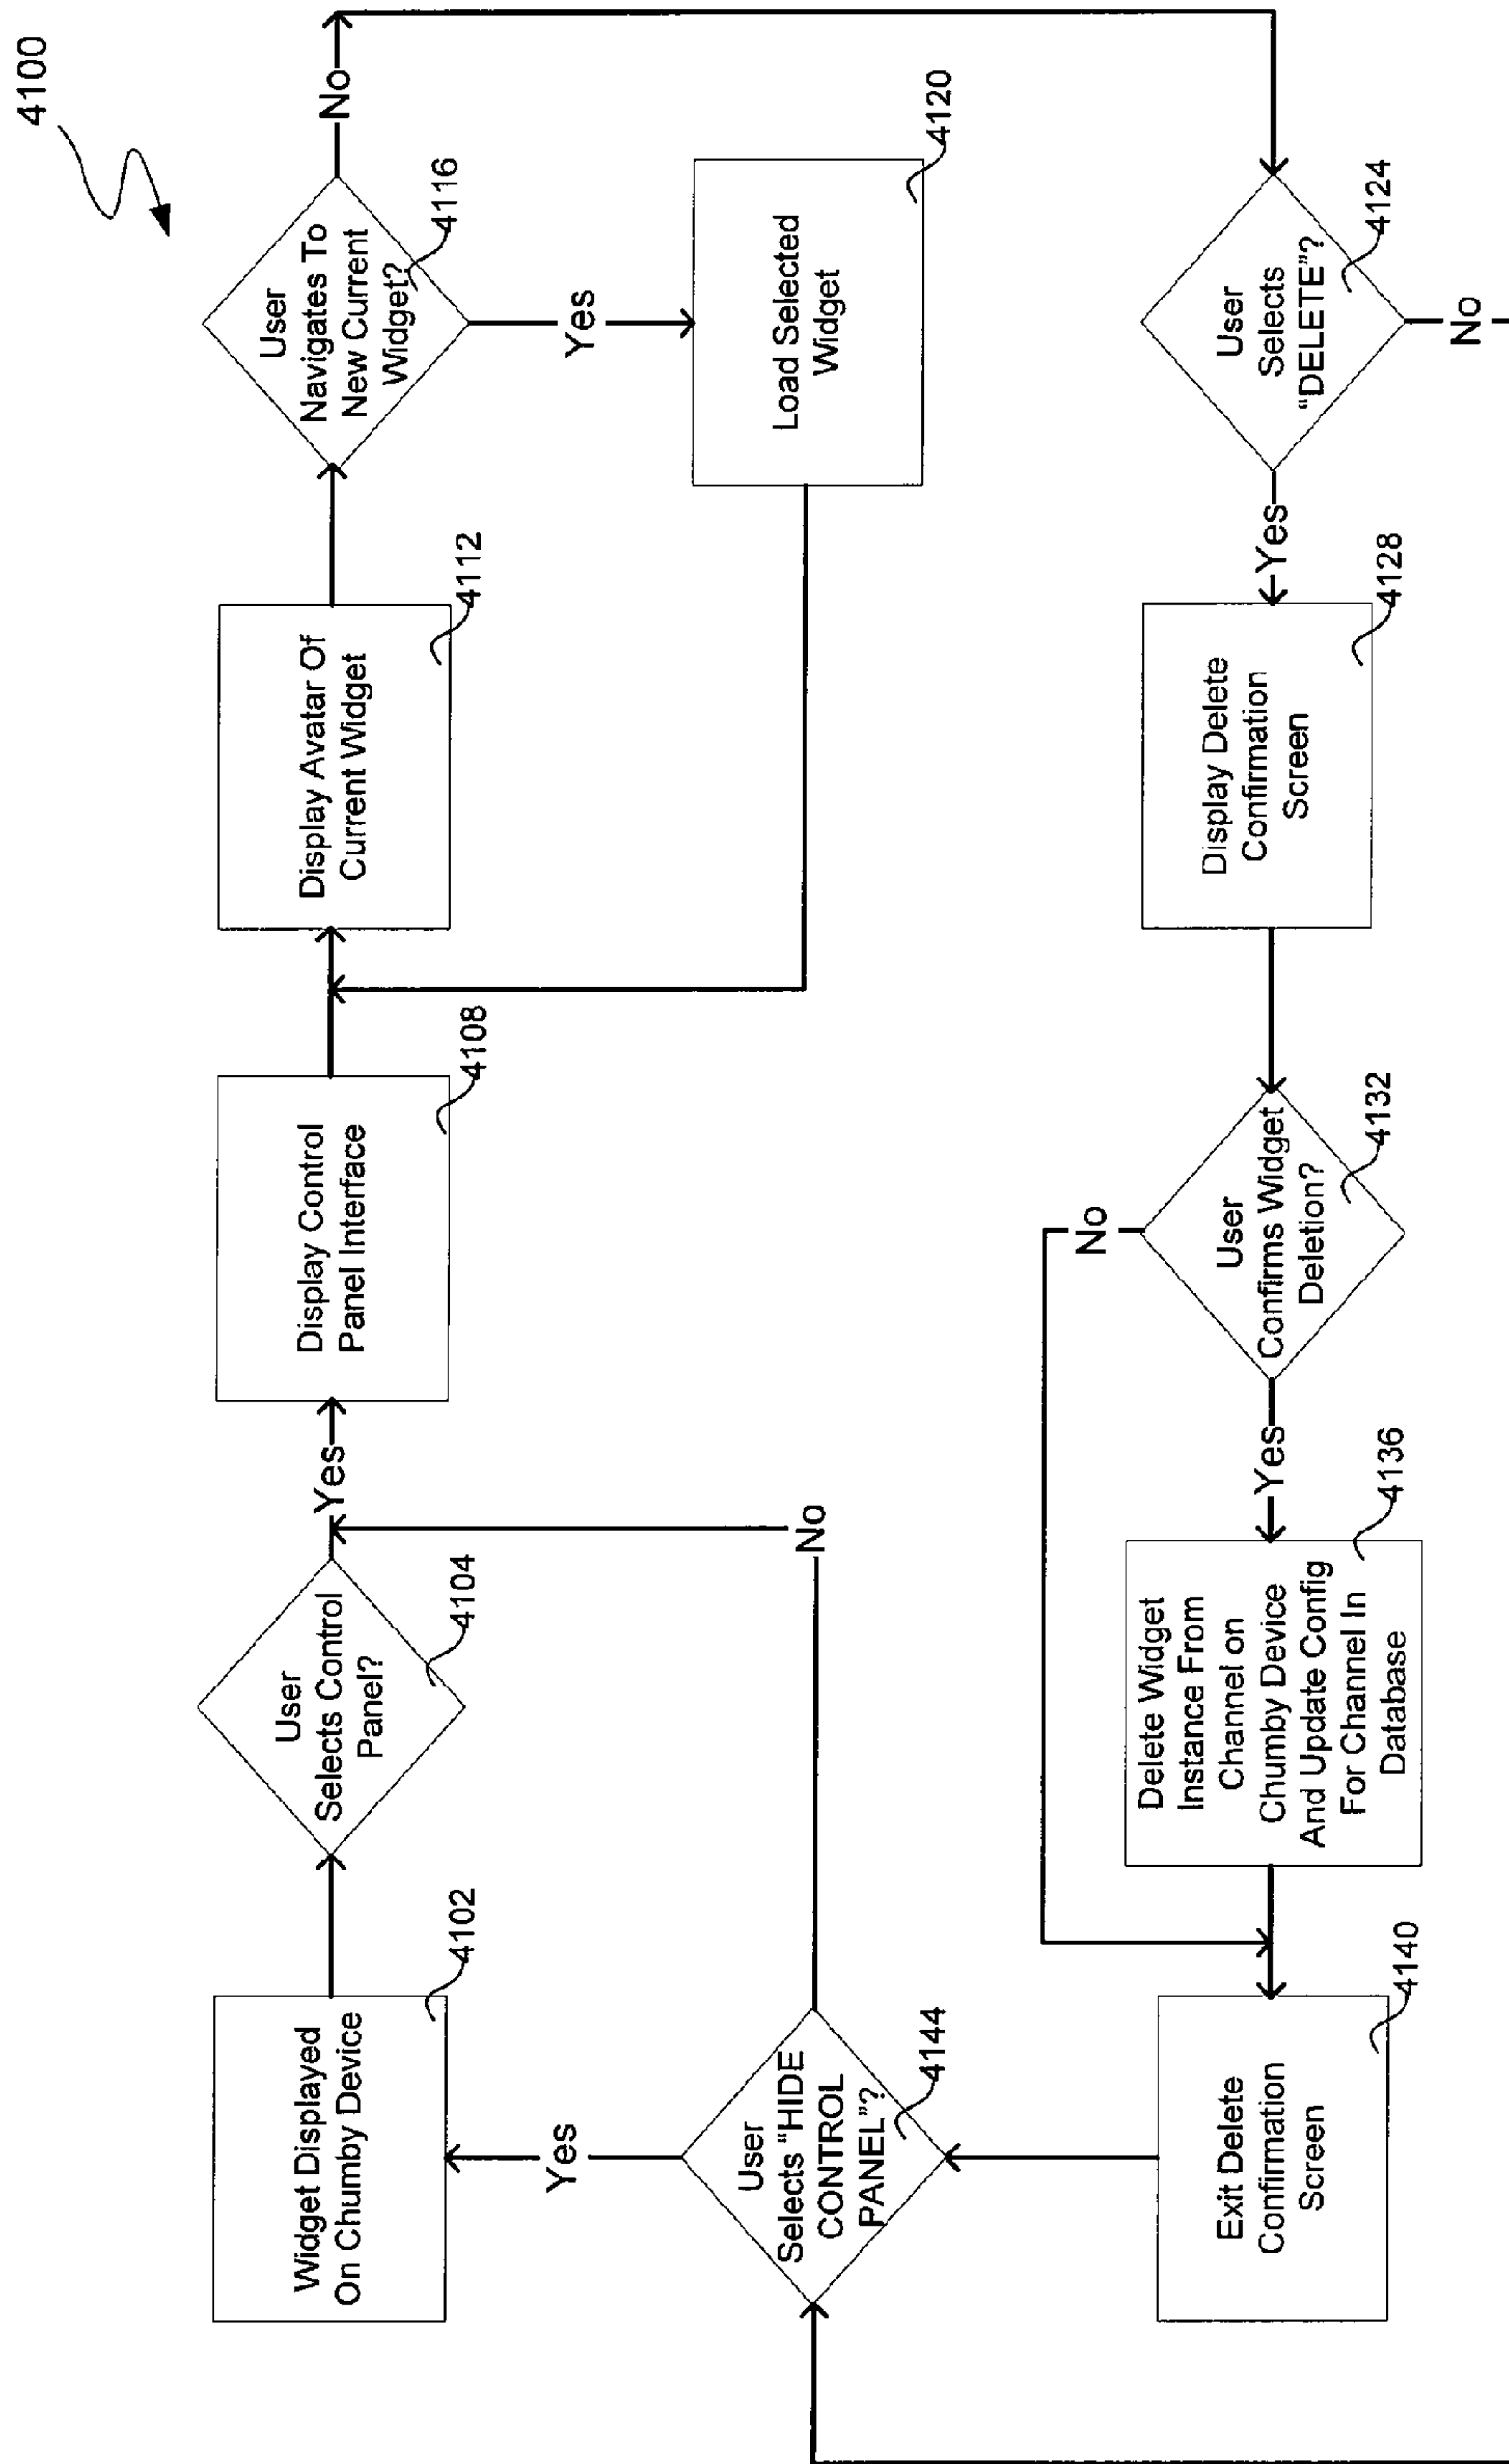 4100
Widget Displayed
On Chumby Device
4102
User
Selects Control
Panel?
4104
Yes
Display Control
Panel Interface
4108
Display Avatar Of
Current Widget
4112
User
Navigates To
New Current
Widget?
4116
No
Yes
Load Selected
Widget
4120
User
Selects "HIDE
CONTROL
PANEL"?
4144
Yes
No
User
Selects
“DELETE”?
4124
No
Yes
Display Delete
Confirmation
Screen
4128
User
Confirms Widget
Deletion?
4132
No
Yes
Delete Widget
Instance From
Channel on
Chumby Device
And Update Config
For Channel In
Database
4136
Exit Delete
Confirmation
Screen
4140